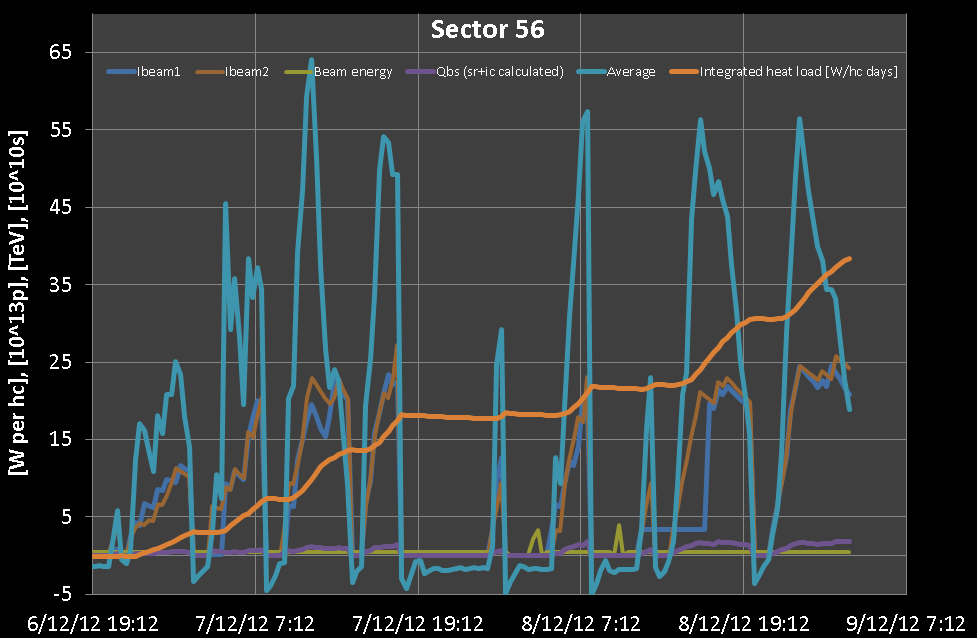 Sector 56
Ibeam1 Ibeam2 Beam energy Qbs (sr+ic calculated) Average Integrated heat load [W/hc days]
[W per hc], [10^13p], [TeV], [10^10s]
65
55
45
35
25
15
5
-5
6/12/12 19:12 7/12/12 7:12 7/12/12 19:12 8/12/12 7:12 8/12/12 19:12 9/12/12 7:12